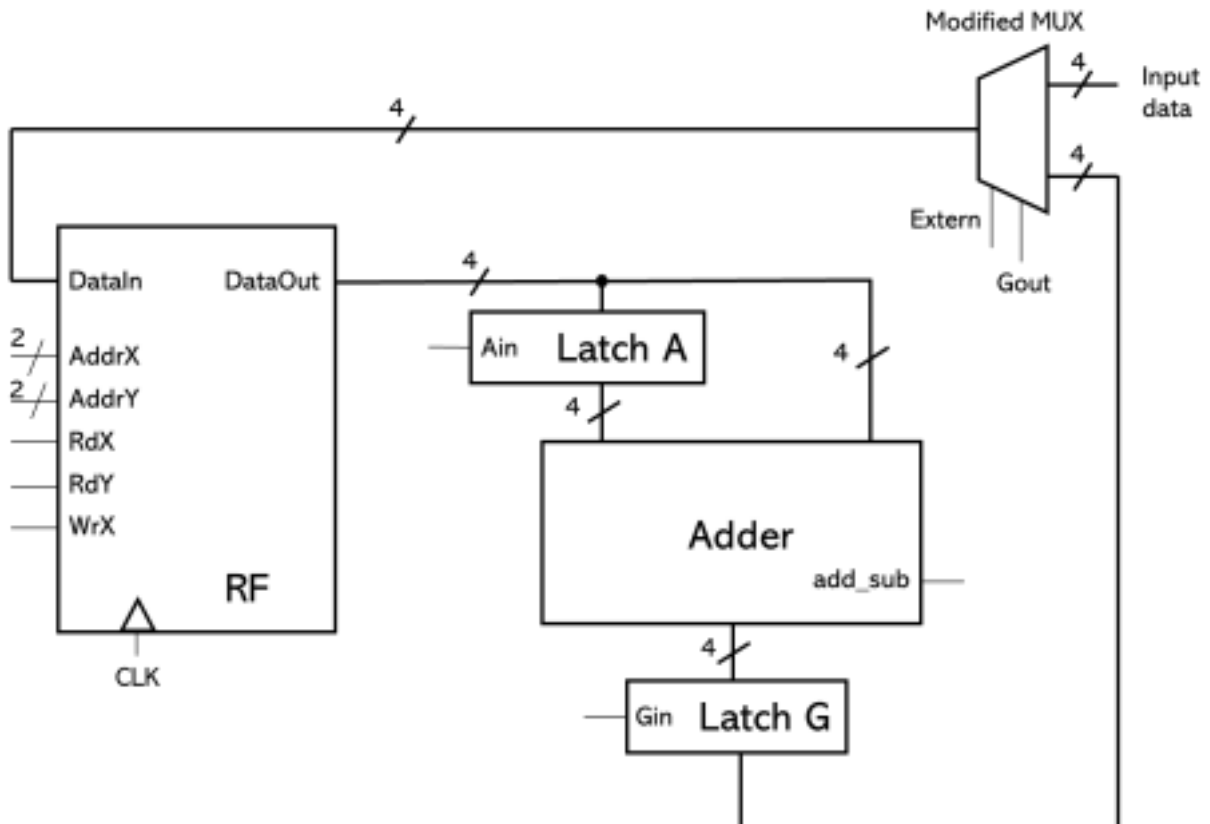 Modified MUX
4
Input
data
4
4
Extern
Gout
DataIn
DataOut
4
2
AddrX
2
AddrY
RdX
RdY
WrX
RF
CLK
Ain
Latch A
4
4
Adder
add_sub
4
Gin
Latch G